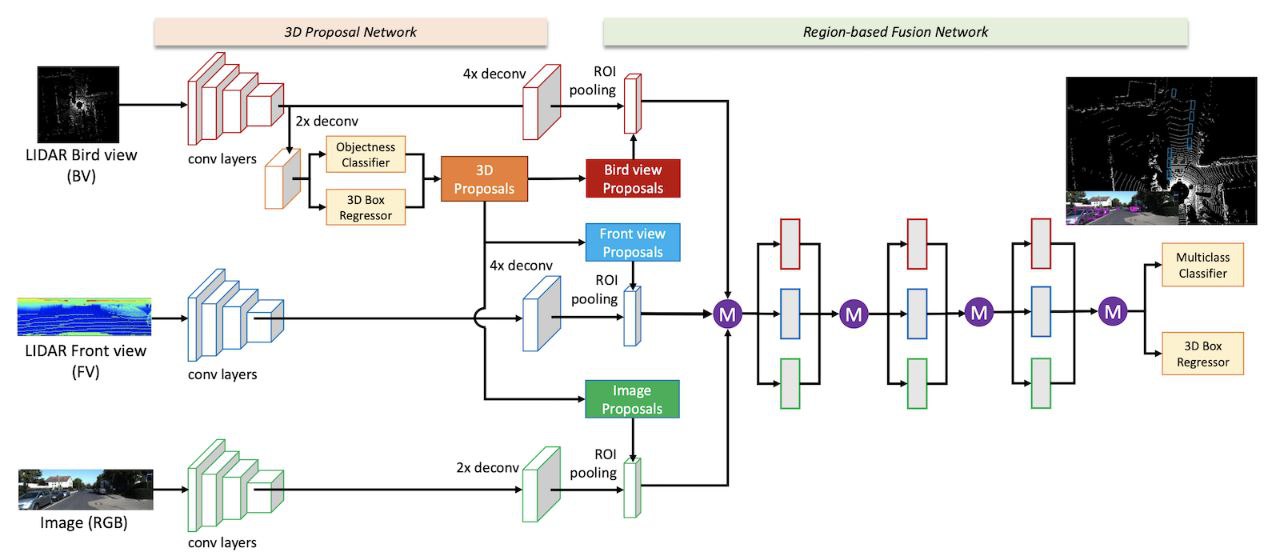 3D Proposal Network
Region-based Fusion Network
LIDAR Bird view
(BV)
conv layers
2x deconv
4x deconv
ROI
pooling
Objectness
Classifier
3D Box
Regressor
3D
Proposals
Bird view
Proposals
Front view
Proposals
LIDAR Front view
(FV)
conv layers
4x deconv
ROI
pooling
Image
Proposals
Image (RGB)
conv layers
2x deconv
ROI
pooling
M
M
M
M
Multiclass
Classifier
3D Box
Regressor